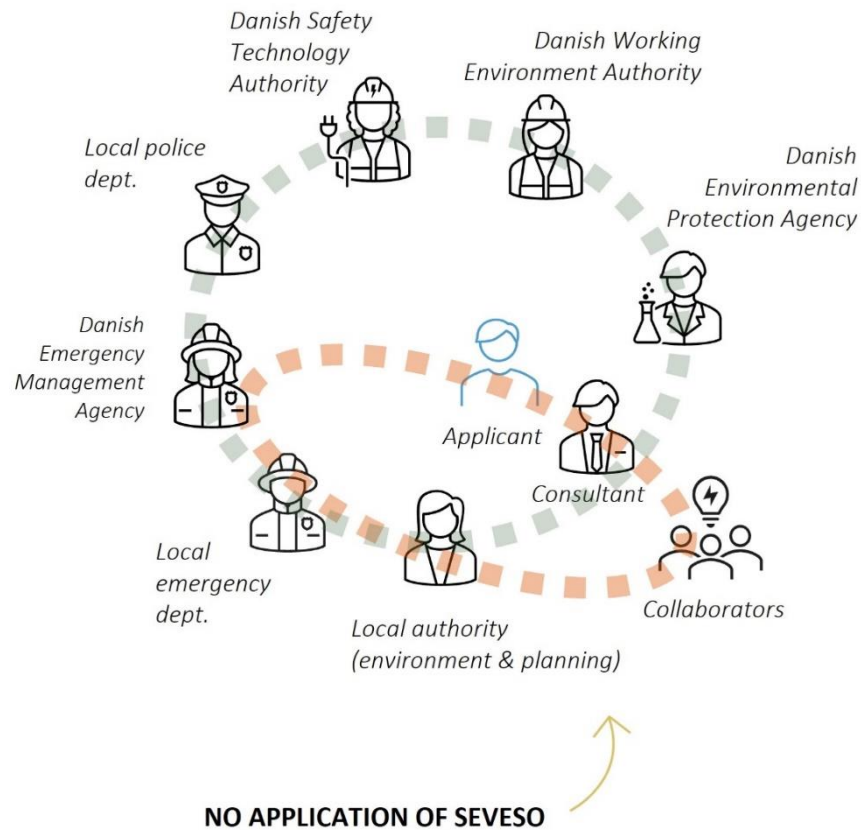 Danish Safety
Technology
Authority
Danish Working
Environment Authority
Local police
dept.
Danish
Environmental
Protection Agency
Danish
Emergency
Management
Agency
Applicant
Consultant
Local
emergency
dept.
Collaborators
Local authority
(environment & planning)
NO APPLICATION OF SEVESO